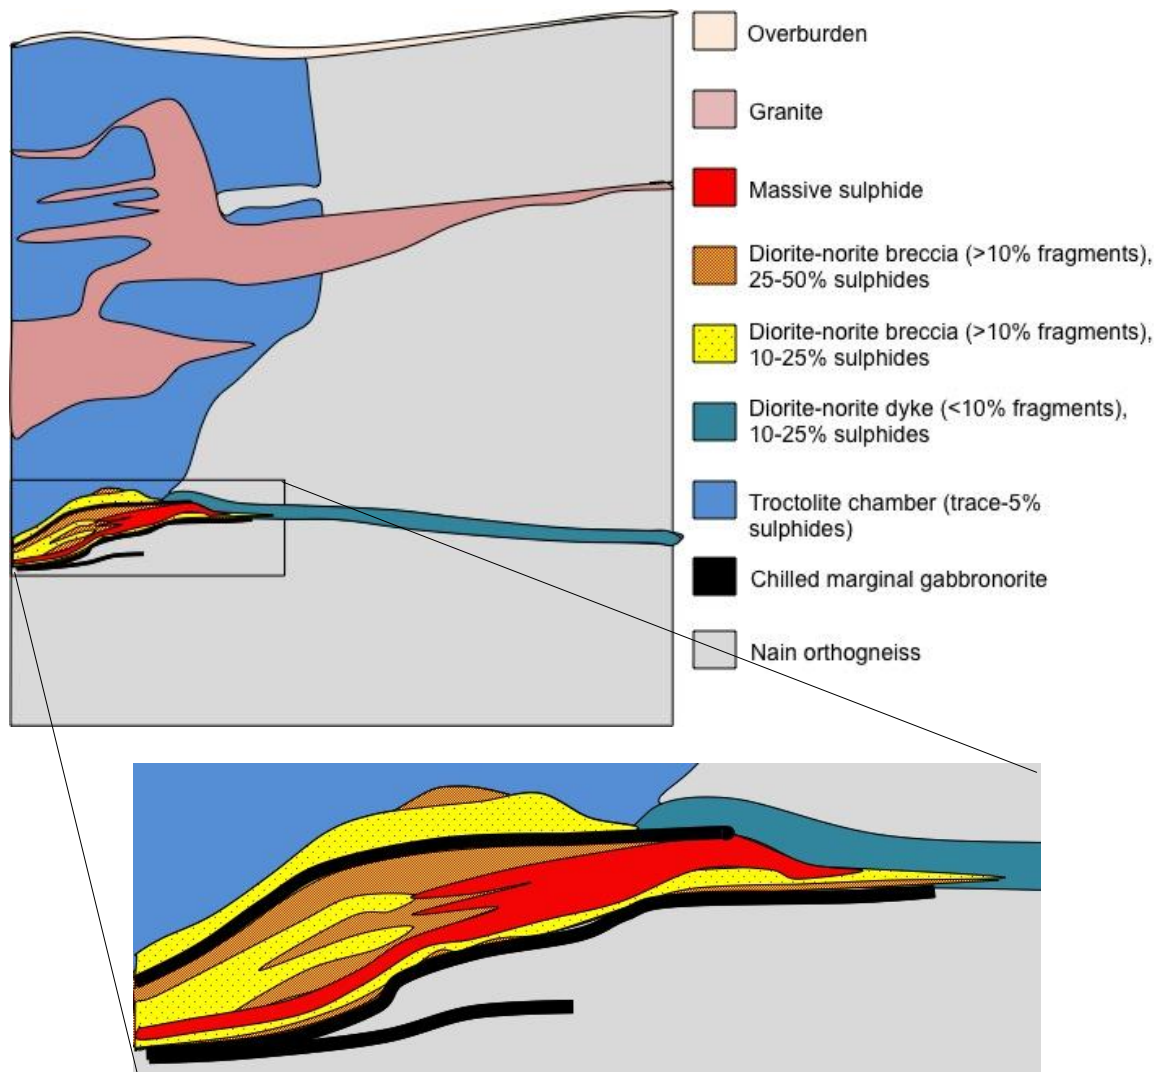 Overburden
Granite
Massive sulphide
Diorite-norite breccia (>10% fragments),
25-50% sulphides
Diorite-norite breccia (>10% fragments),
10-25% sulphides
Diorite-norite dyke (<10% fragments),
10-25% sulphides
Troctolite chamber (trace-5%
sulphides)
Chilled marginal gabbronorite
Nain orthogneiss